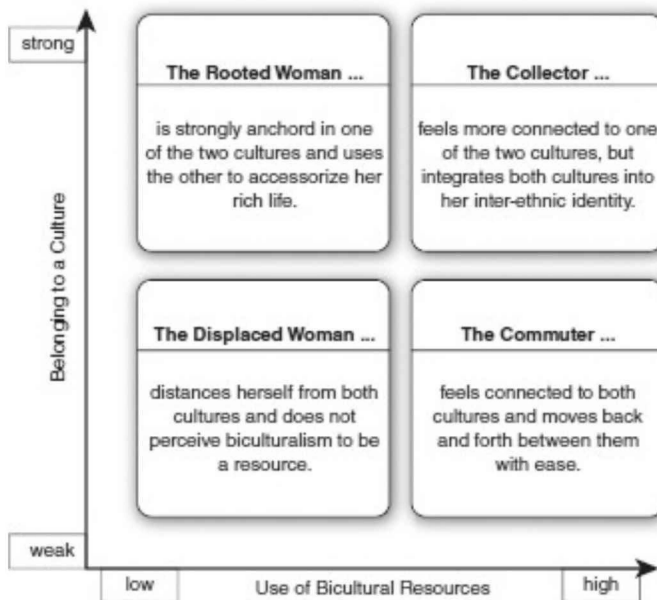 strong
The Rooted Woman ...
is strongly anchord in one
of the two cultures and uses
the other to accessorize her
rich life.
The Collector ...
feels more connected to one
of the two cultures, but
integrates both cultures into
her inter-ethnic identity.
Belonging to a Culture
The Displaced Woman ...
distances herself from both
cultures and does not
perceive biculturalism to be
a resource.
The Commuter ...
feels connected to both
cultures and moves back
and forth between them
with ease.
weak
low
Use of Bicultural Resources
high